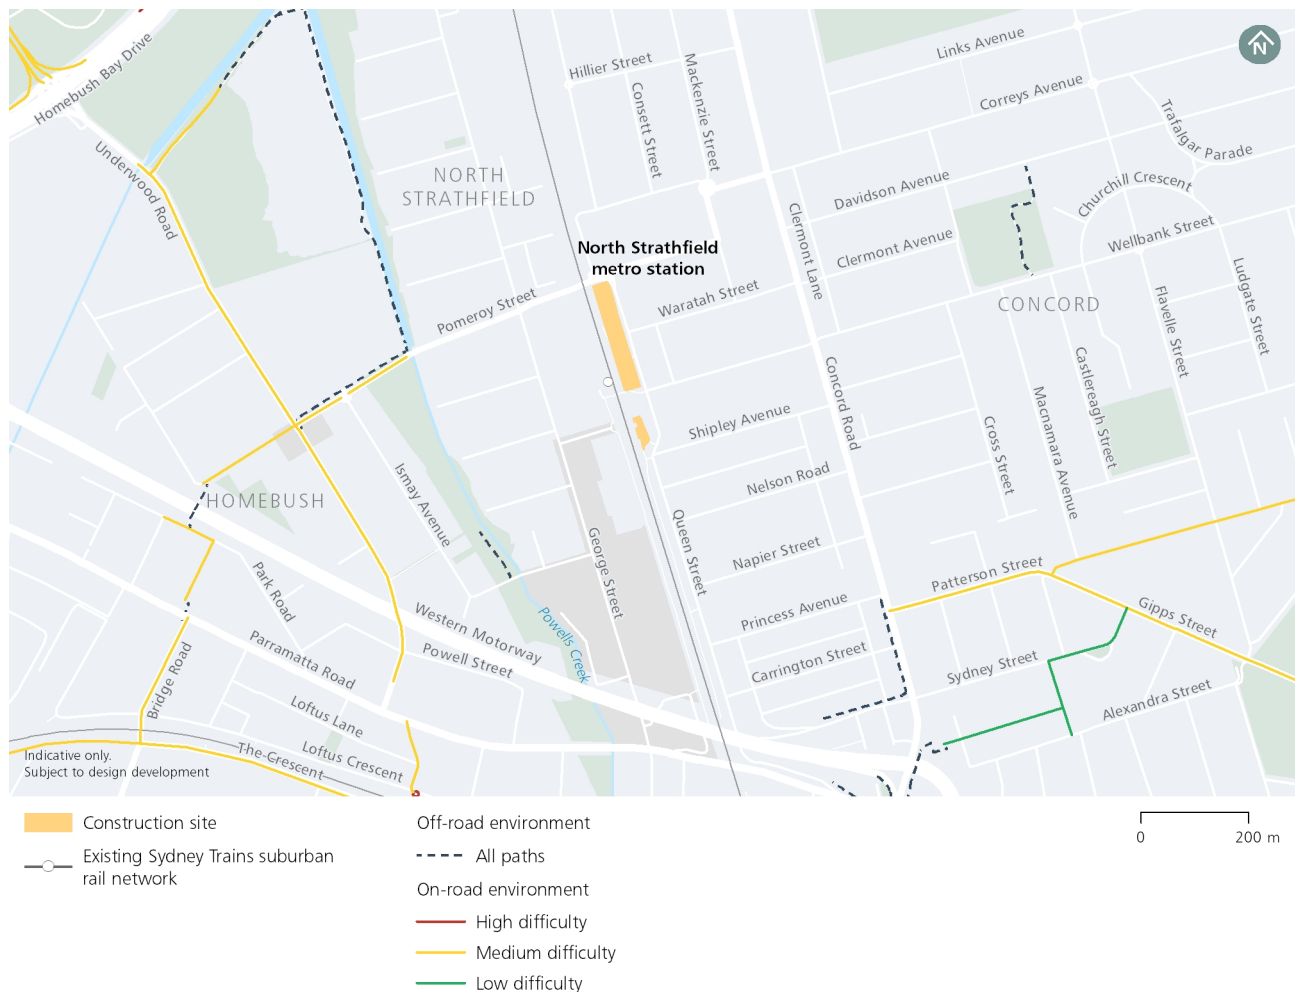 Homebush Bay Drive
Underwood Road
Hillier Street
Consett Street
Mackenzie Street
Links Avenue
N
Correys Avenue
Trafalgar Parade
NORTH
STRATHFIELD
Davidson Avenue
Churchill Crescent
Clermont Lane
Clermont Avenue
Wellbank Street
Ludgate Street
North Strathfield
metro station
Pomeroy Street
Waratah Street
CONCORD
Flavelle Street
Castlereagh Street
Concord Road
Macnamara Avenue
Cross Street
Shipley Avenue
Nelson Road
Ismay Avenue
HOMEBUSH
George Street
Queen Street
Napier Street
Patterson Street
Gipps Street
Park Road
Western Motorway
Powells Creek
Princess Avenue
Carrington Street
Sydney Street
Alexandra Street
Parramatta Road
Powell Street
Bridge Road
Loftus Lane
Loftus Crescent
The Crescent
Indicative only.
Subject to design development
Construction site
Existing Sydney Trains suburban
rail network
Off-road environment
All paths
On-road environment
High difficulty
Medium difficulty
Low difficulty
0 200 m